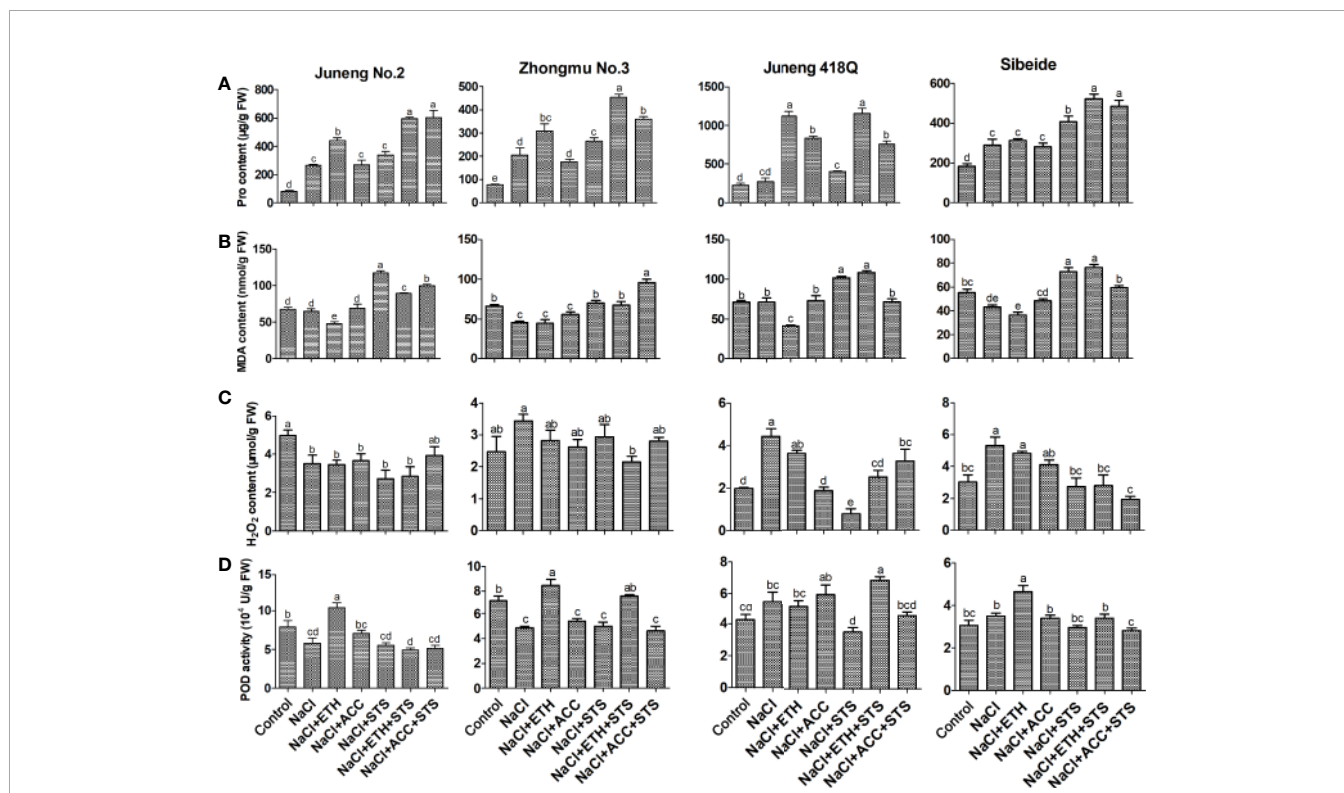 Juneng No.2 Zhongmu No.3 Juneng 418Q Sibeide
A
Pro content (μg/g FW)
800 600 400 200 0
d c b c c a a
500 400 300 200 100 0
e d bc d c a b
1500 1000 500 0
d cd a b c a b
600 400 200 0
d c c c b a a
B
MDA content (nmol/g FW)
150 100 50 0
d d e d a c b
150 100 50 0
b c c c b b a
150 100 50 0
b b c b a a b
100 80 60 40 20 0
bc de e cd a a b
C
H2O2 content (μmol/g FW)
6 4 2 0
a b b b b b ab
4 3 2 1 0
ab a ab ab ab b ab
6 4 2 0
d a ab d e cd bc
8 6 4 2 0
bc a a ab bc bc c
D
POD activity (10⁴ U/g FW)
15 10 5 0
b cd a bc cd d cd
10 8 6 4 2 0
b c a c c ab c
8 6 4 2 0
cd bc bc ab d a bcd
6 4 2 0
bc b a b bc b c
Control NaCl NaCl+ETH NaCl+ACC NaCl+STS NaCl+ETH+STS NaCl+ACC+STS
Control NaCl NaCl+ETH NaCl+ACC NaCl+STS NaCl+ETH+STS NaCl+ACC+STS
Control NaCl NaCl+ETH NaCl+ACC NaCl+STS NaCl+ETH+STS NaCl+ACC+STS
Control NaCl NaCl+ETH NaCl+ACC NaCl+STS NaCl+ETH+STS NaCl+ACC+STS